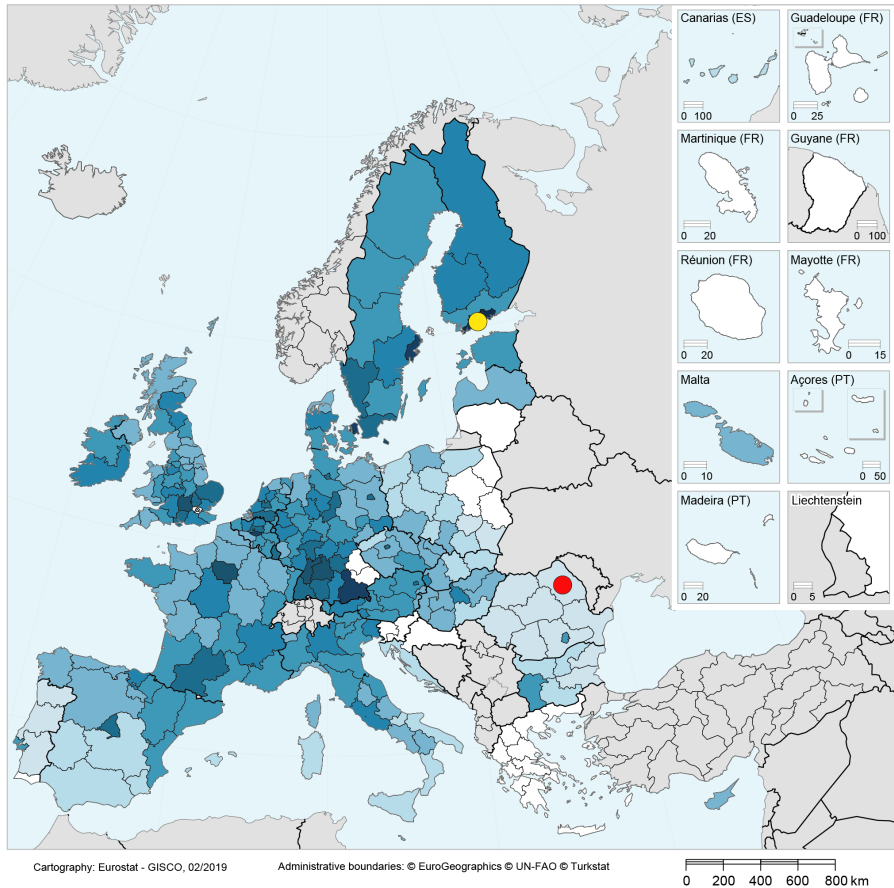 Canarias (ES)
0 100
Guadeloupe (FR)
0 25
Martinique (FR)
0 20
Guyane (FR)
0 100
Réunion (FR)
0 20
Mayotte (FR)
0 15
Malta
0 10
Açores (PT)
0 50
Madeira (PT)
0 20
Liechtenstein
0 5
Cartography: Eurostat - GISCO, 02/2019
Administrative boundaries: © EuroGeographics © UN-FAO © Turkstat
0 200 400 600 800 km